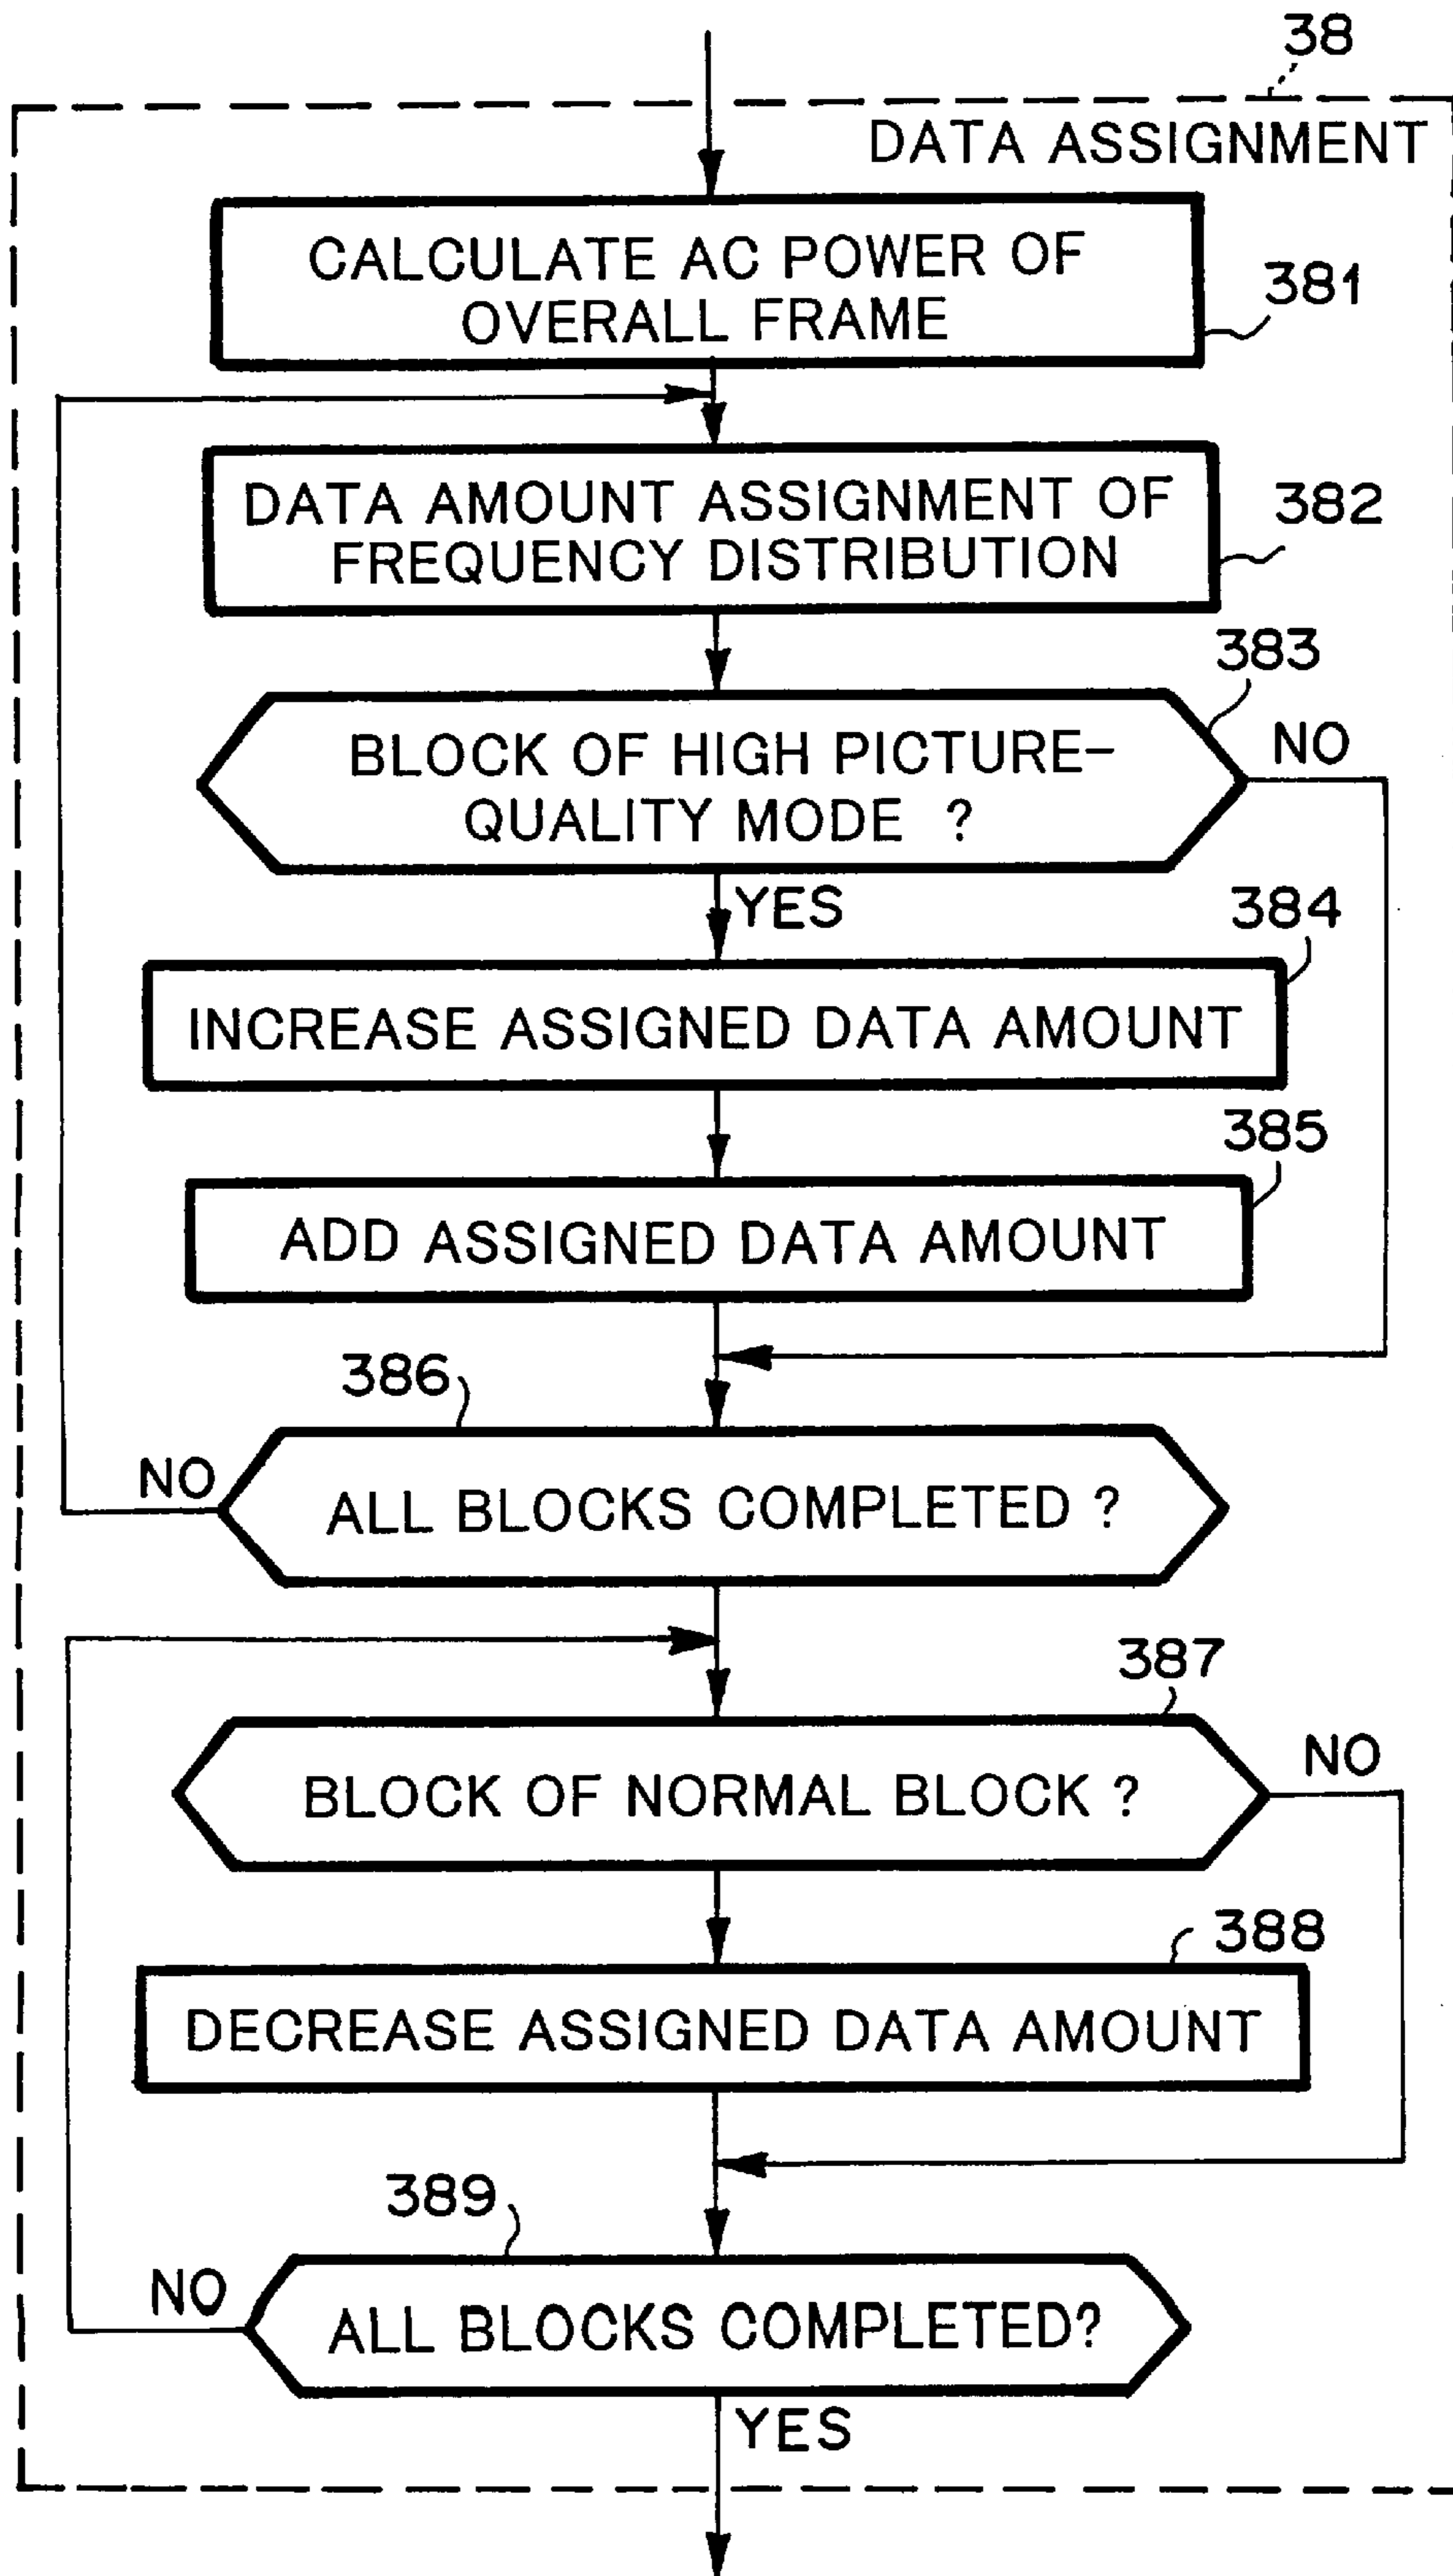 38
DATA ASSIGNMENT
CALCULATE AC POWER OF
OVERALL FRAME
381
DATA AMOUNT ASSIGNMENT OF
FREQUENCY DISTRIBUTION
382
383
BLOCK OF HIGH PICTURE-
QUALITY MODE ?
NO
YES
384
INCREASE ASSIGNED DATA AMOUNT
385
ADD ASSIGNED DATA AMOUNT
386
NO
ALL BLOCKS COMPLETED ?
387
BLOCK OF NORMAL BLOCK ?
NO
388
DECREASE ASSIGNED DATA AMOUNT
389
NO
ALL BLOCKS COMPLETED?
YES